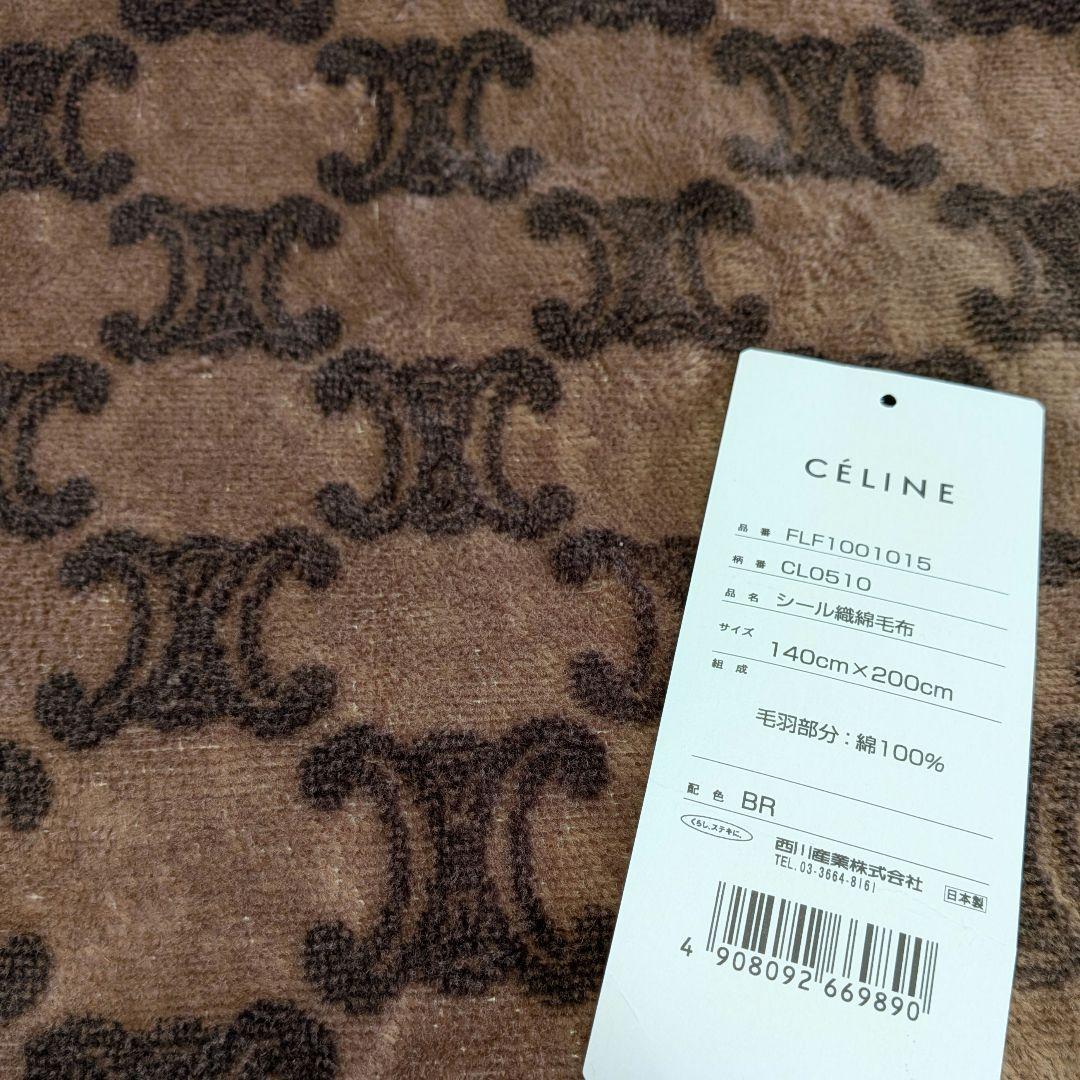 CÉLINE
品番 FLF1001015
柄番 CL0510
品名 シール織綿毛布
サイズ 140cm×200cm
組成
毛羽部分:綿100%
配色 BR
くらし、ステキに。
西川産業株式会社
TEL.03-3664-8161
日本製
4 908092 669890